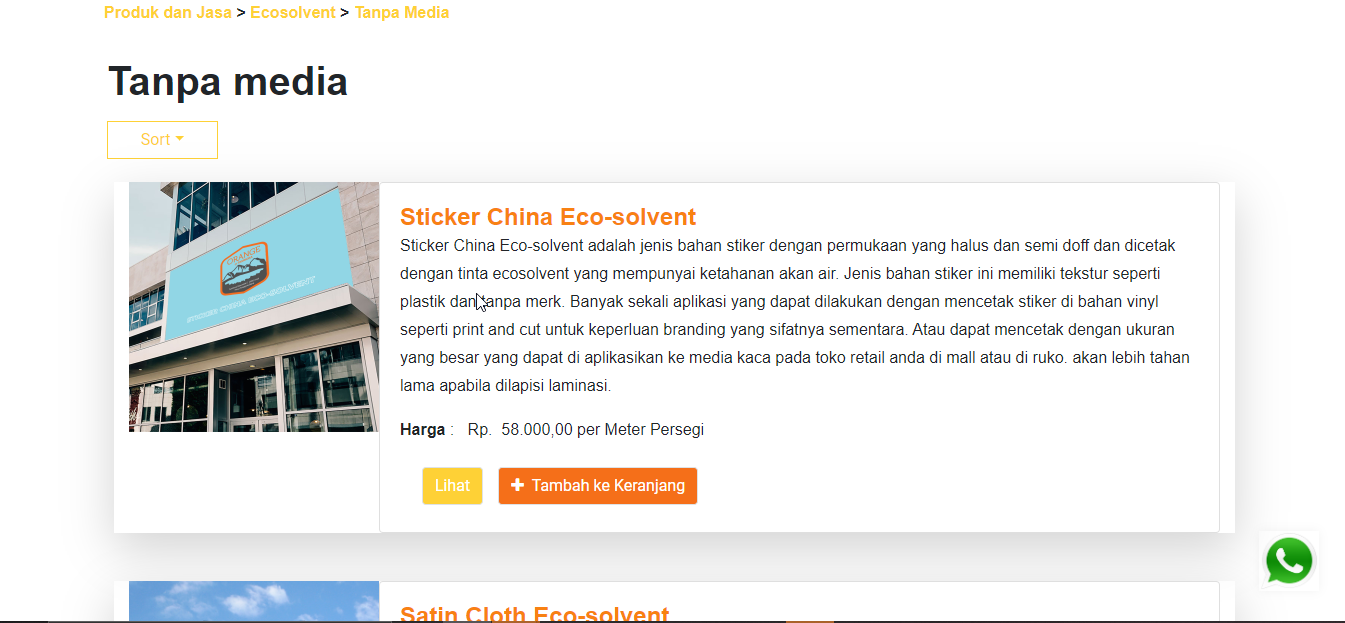 Produk dan Jasa > Ecosolvent > Tanpa Media
Tanpa media
Sort
ORANGE
STICKER CHINA ECO-SOLVENT
Sticker China Eco-solvent
Sticker China Eco-solvent adalah jenis bahan stiker dengan permukaan yang halus dan semi doff dan dicetak
dengan tinta ecosolvent yang mempunyai ketahanan akan air. Jenis bahan stiker ini memiliki tekstur seperti
plastik dan tanpa merk. Banyak sekali aplikasi yang dapat dilakukan dengan mencetak stiker di bahan vinyl
seperti print and cut untuk keperluan branding yang sifatnya sementara. Atau dapat mencetak dengan ukuran
yang besar yang dapat di aplikasikan ke media kaca pada toko retail anda di mall atau di ruko. akan lebih tahan
lama apabila dilapisi laminasi.
Harga : Rp. 58.000,00 per Meter Persegi
Lihat
+ Tambah ke Keranjang
Satin Cloth Eco-solvent